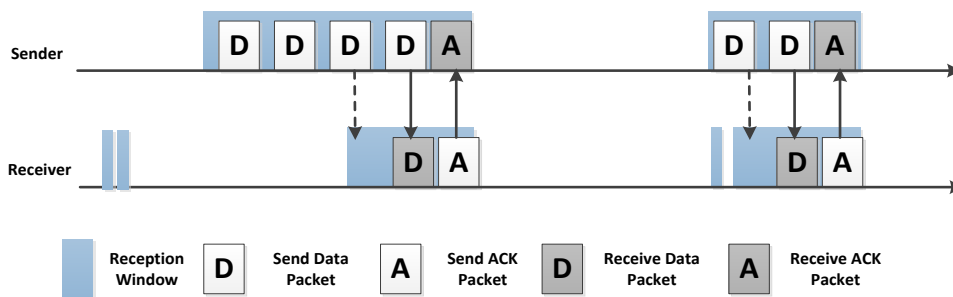 D D D D A D D A
Sender
D A D A
Receiver
Reception Window D Send Data Packet A Send ACK Packet D Receive Data Packet A Receive ACK Packet